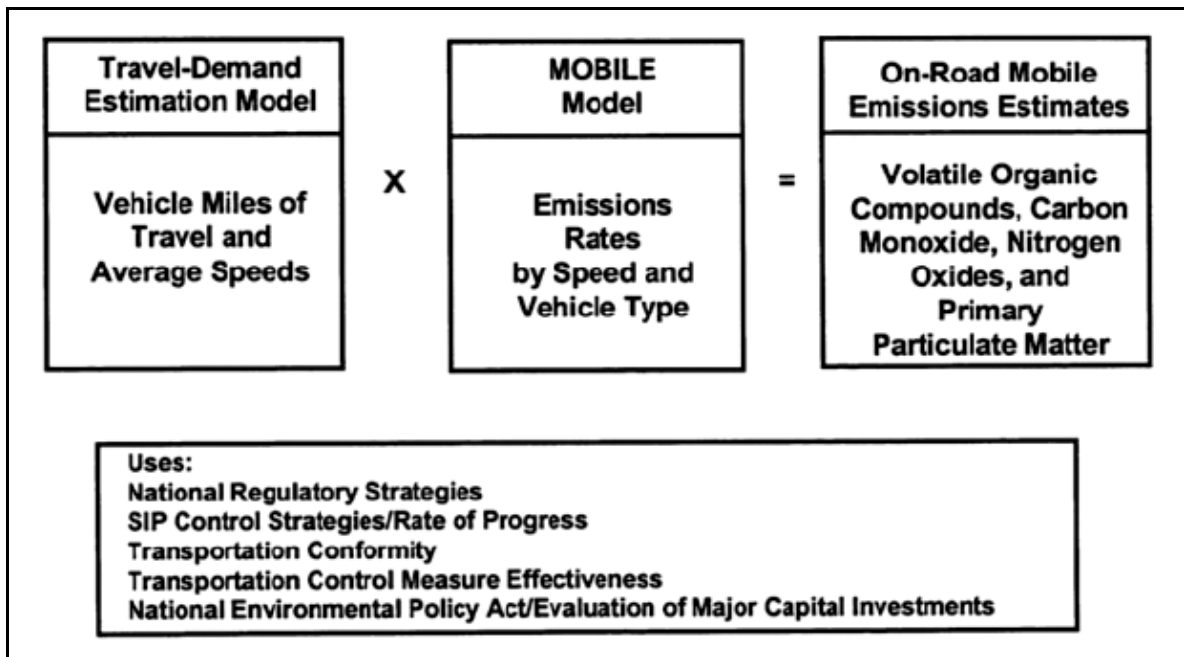 Travel-Demand
Estimation Model
Vehicle Miles of
Travel and
Average Speeds
X
MOBILE
Model
Emissions
Rates
by Speed and
Vehicle Type
=
On-Road Mobile
Emissions Estimates
Volatile Organic
Compounds, Carbon
Monoxide, Nitrogen
Oxides, and
Primary
Particulate Matter
Uses:
National Regulatory Strategies
SIP Control Strategies/Rate of Progress
Transportation Conformity
Transportation Control Measure Effectiveness
National Environmental Policy Act/Evaluation of Major Capital Investments